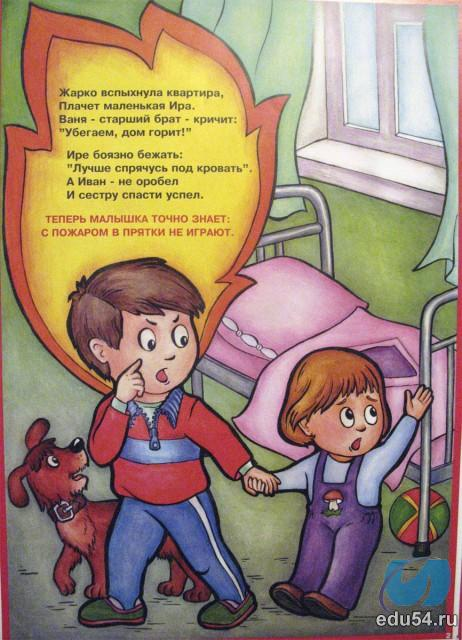 Жарко вспыхнула квартира,
Плачет маленькая Ира.
Ваня - старший брат - кричит:
"Убегаем, дом горит!"
Ире боязно бежать:
"Лучше спрячусь под кровать".
А Иван - не оробел
И сестру спасти успел.
ТЕПЕРЬ МАЛЫШКА ТОЧНО ЗНАЕТ:
С ПОЖАРОМ В ПРЯТКИ НЕ ИГРАЮТ.
edu54.ru